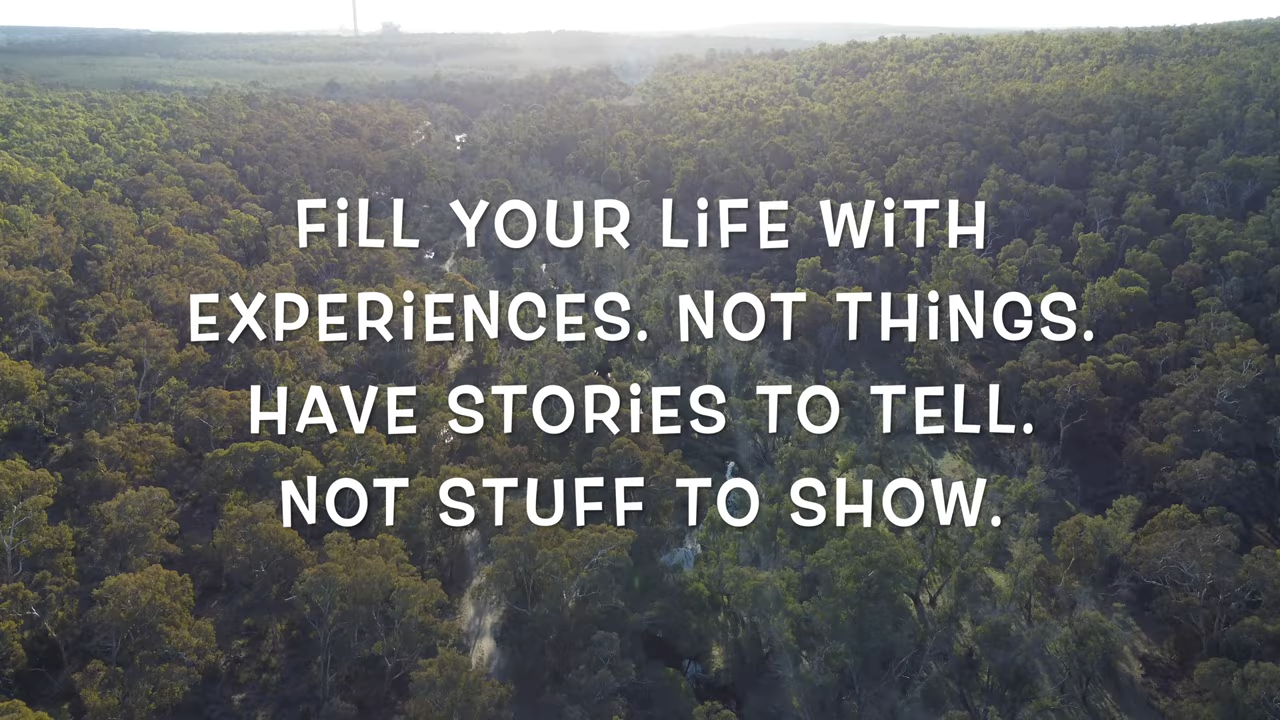 FiLL YOUR LiFE WiTH
EXPERiENCES. NOT THiNGS.
HAVE STORiES TO TELL.
NOT STUFF TO SHOW.